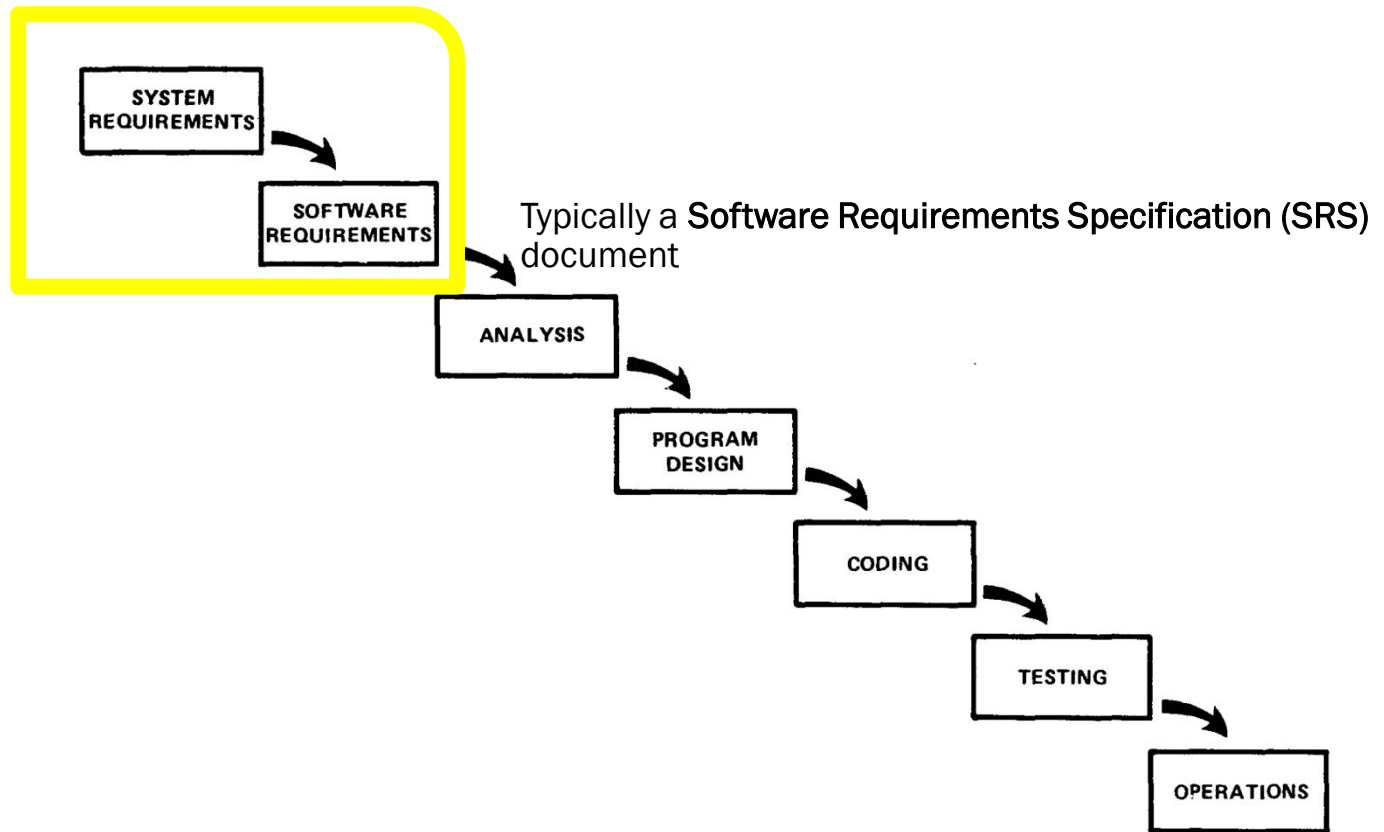 SYSTEM
REQUIREMENTS
SOFTWARE
REQUIREMENTS
Typically a Software Requirements Specification (SRS)
document
ANALYSIS
PROGRAM
DESIGN
CODING
TESTING
OPERATIONS